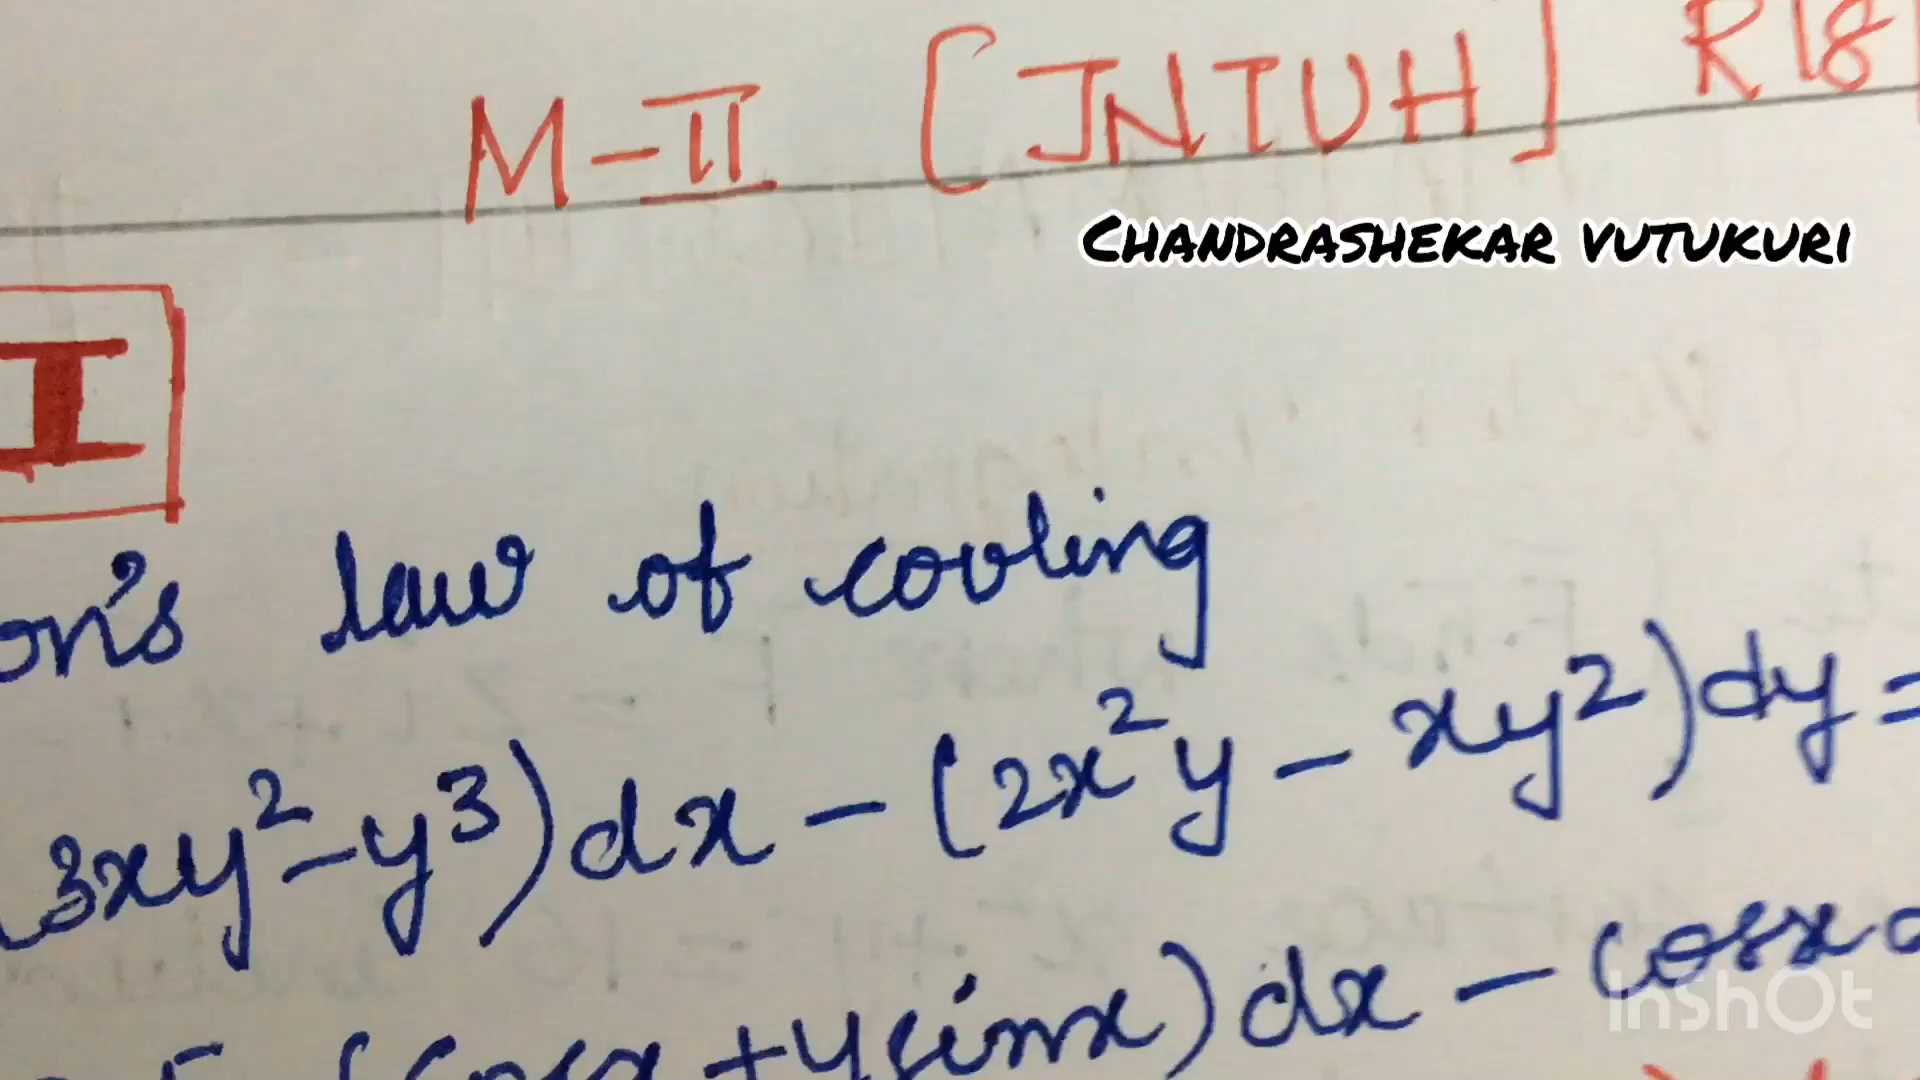 M-II [JNTUH] R18
CHANDRASHEKAR VUTUKURI
I
on's law of cooling
3xy²-y³)dx - (2x²y - xy²)dy =
(cosx+ysinx)dx - cosx
InShOt